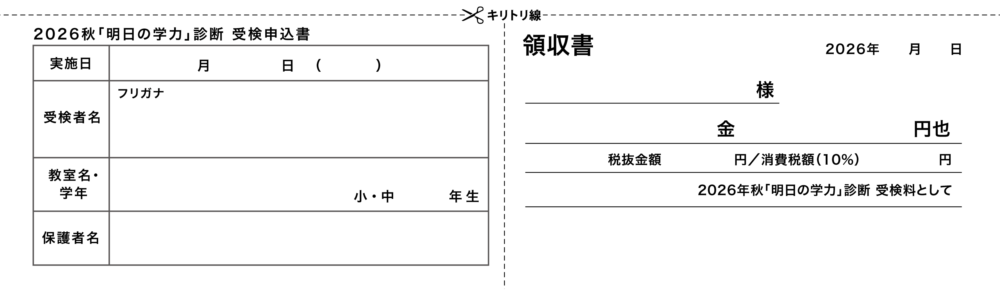 キリトリ線
2026秋「明日の学力」診断 受検申込書
実施日
月 日 ( )
受検者名
フリガナ
教室名・
学年
小・中 年生
保護者名
領収書
2026年 月 日
様
金 円也
税抜金額 円／消費税額(10%) 円
2026年秋「明日の学力」診断 受検料として